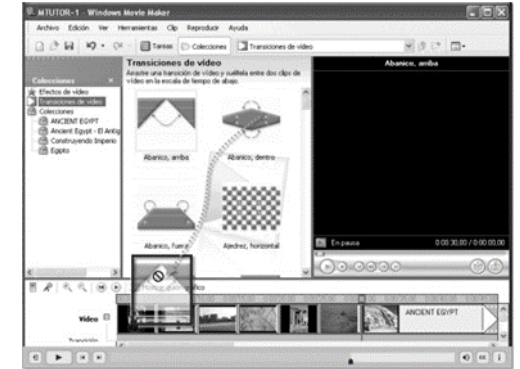 MTUTOR-1 - Windows Movie Maker
Archivo Edición Ver Herramientas Clip Reproducir Ayuda
Tareas Colecciones Transiciones de vídeo
Colecciones ×
Efectos de vídeo
Transiciones de vídeo
Colecciones
ANCIENT EGYPT
Ancient Egypt - El Antig
Construyendo Imperio
Egipto
Transiciones de vídeo
Arrastre una transición de vídeo y suéltela entre dos clips de
vídeo en la escala de tiempo de abajo.
Abanico, arriba
Abanico, dentro
Abanico, fuera
Ajedrez, horizontal
Abanico, arriba
En pausa
0:00:30,00 / 0:00:00,00
Vídeo
ANCIENT EGYPT
Transición